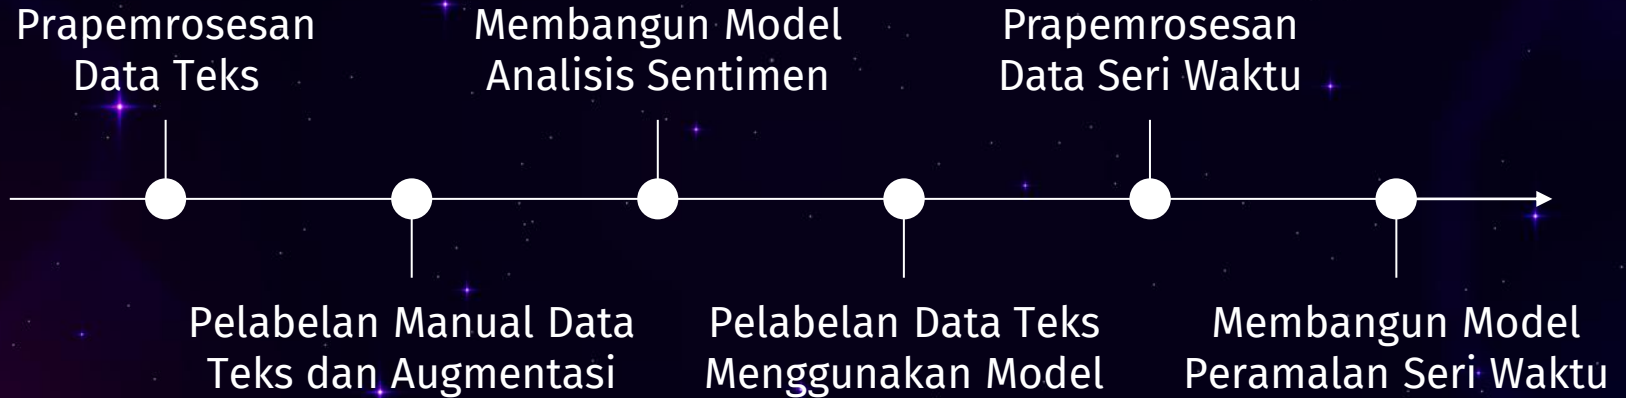 Prapemrosesan
Data Teks
Pelabelan Manual Data
Teks dan Augmentasi
Membangun Model
Analisis Sentimen
Pelabelan Data Teks
Menggunakan Model
Prapemrosesan
Data Seri Waktu
Membangun Model
Peramalan Seri Waktu